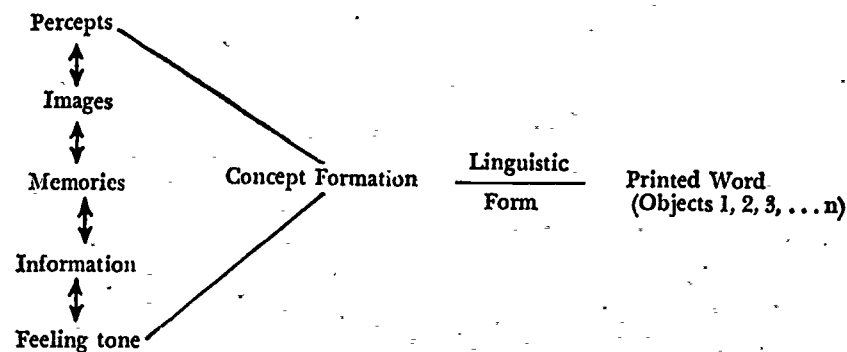 Percepts
Images
Memories
Concept Formation
Linguistic
Form
Printed Word
(Objects 1, 2, 3, . . . n)
Information
Feeling tone